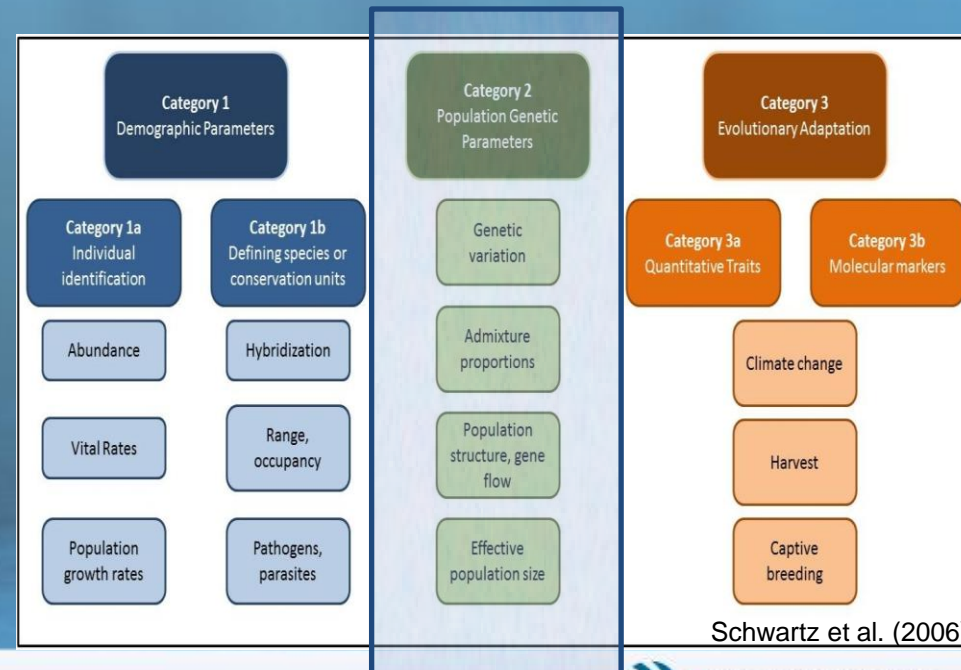 Category 1
Demographic Parameters
Category 2
Population Genetic
Parameters
Category 3
Evolutionary Adaptation
Category 1a
Individual
identification
Category 1b
Defining species or
conservation units
Genetic
variation
Category 3a
Quantitative Traits
Category 3b
Molecular markers
Abundance
Hybridization
Admixture
proportions
Climate change
Vital Rates
Range,
occupancy
Population
structure, gene
flow
Harvest
Population
growth rates
Pathogens,
parasites
Effective
population size
Captive
breeding
Schwartz et al. (2006)